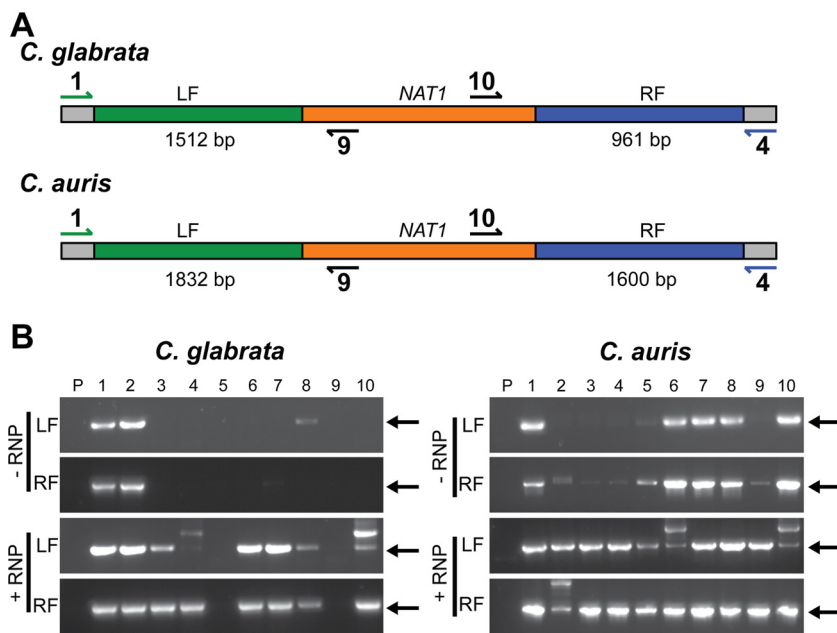 A
C. glabrata
1 LF NAT1 10 RF
1512 bp 9 961 bp 4
C. auris
1 LF NAT1 10 RF
1832 bp 9 1600 bp 4
B
C. glabrata
P 1 2 3 4 5 6 7 8 9 10
- RNP
LF
RF
+ RNP
LF
RF
C. auris
P 1 2 3 4 5 6 7 8 9 10
- RNP
LF
RF
+ RNP
LF
RF